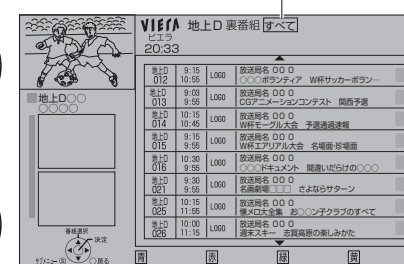 VIErA 地上D 裏番組 すべて
ビエラ
20:33
地上D 012 9:15 10:55 LOGO 放送局名 ○○○
○○○ボランティア W杯サッカーボラン…
地上D 013 9:03 9:55 LOGO 放送局名 ○○○
CGアニメーションコンテスト 関西予選
地上D 014 10:15 10:45 LOGO 放送局名 ○○○
W杯モーグル大会 予選通過速報
地上D 015 9:15 9:55 LOGO 放送局名 ○○○
W杯エアリアル大会 名場面・珍場面
地上D 016 10:30 9:55 LOGO 放送局名 ○○○
○○○ドキュメント 間違いだらけの○○○
地上D 021 9:30 9:55 LOGO 放送局名 ○○○
名画劇場□□□ さよならサターン
地上D 025 10:15 11:55 LOGO 放送局名 ○○○
懐メロ大全集 お○○ン子クラブのすべて
地上D 026 10:00 11:15 LOGO 放送局名 ○○○
週末スキー 志賀高原の楽しみかた
地上D○○
○○○○
番組選択
決定
サブメニュー(S)
戻る
青 赤 緑 黄